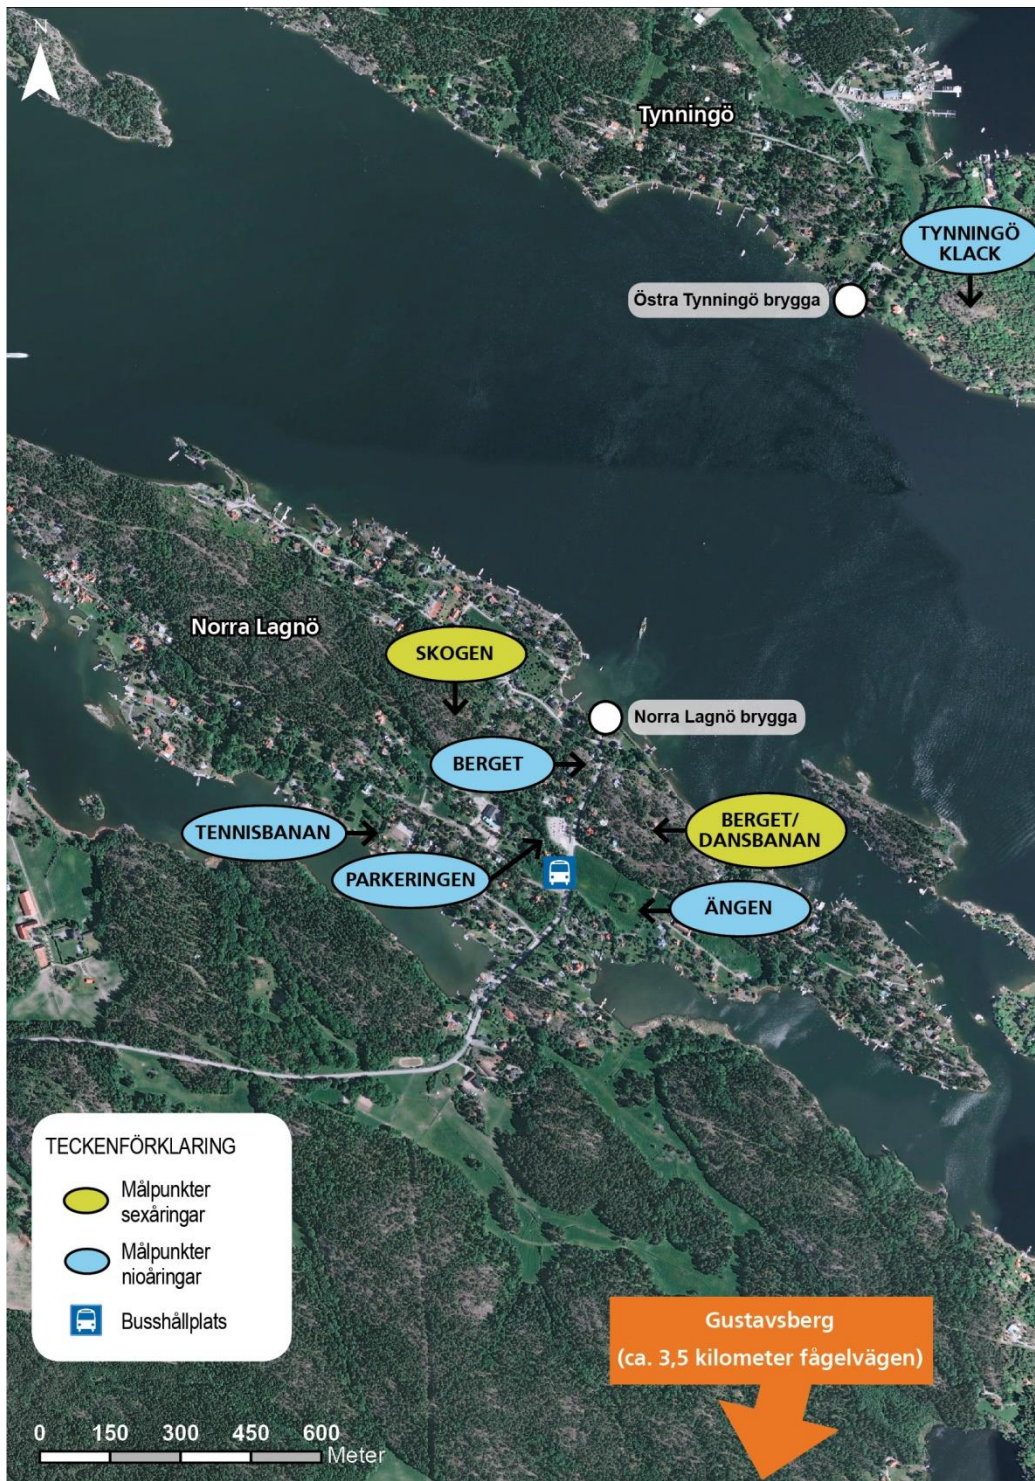 N
Tynningö
TYNNINGÖ
KLACK
Östra Tynningö brygga
Norra Lagnö
SKOGEN
Norra Lagnö brygga
BERGET
BERGET/
DANSBANAN
TENNISBANAN
PARKERINGEN
ÄNGEN
TECKENFÖRKLARING
Målpunkter
sexåringar
Målpunkter
nioåringar
Busshållplats
Gustavsberg
(ca. 3,5 kilometer fågelvägen)
0 150 300 450 600
Meter